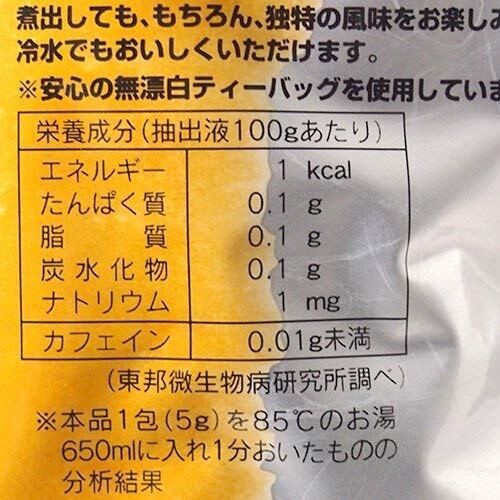 煮出しても、もちろん、独特の風味をお楽し
冷水でもおいしくいただけます。
※安心の無漂白ティーバッグを使用していま
栄養成分(抽出液100gあたり)
エネルギー 1 kcal
たんぱく質 0.1 g
脂質 0.1 g
炭水化物 0.1 g
ナトリウム 1 mg
カフェイン 0.01g未満
(東邦微生物病研究所調べ)
※本品1包(5g)を85℃のお湯
650mlに入れ1分おいたものの
分析結果